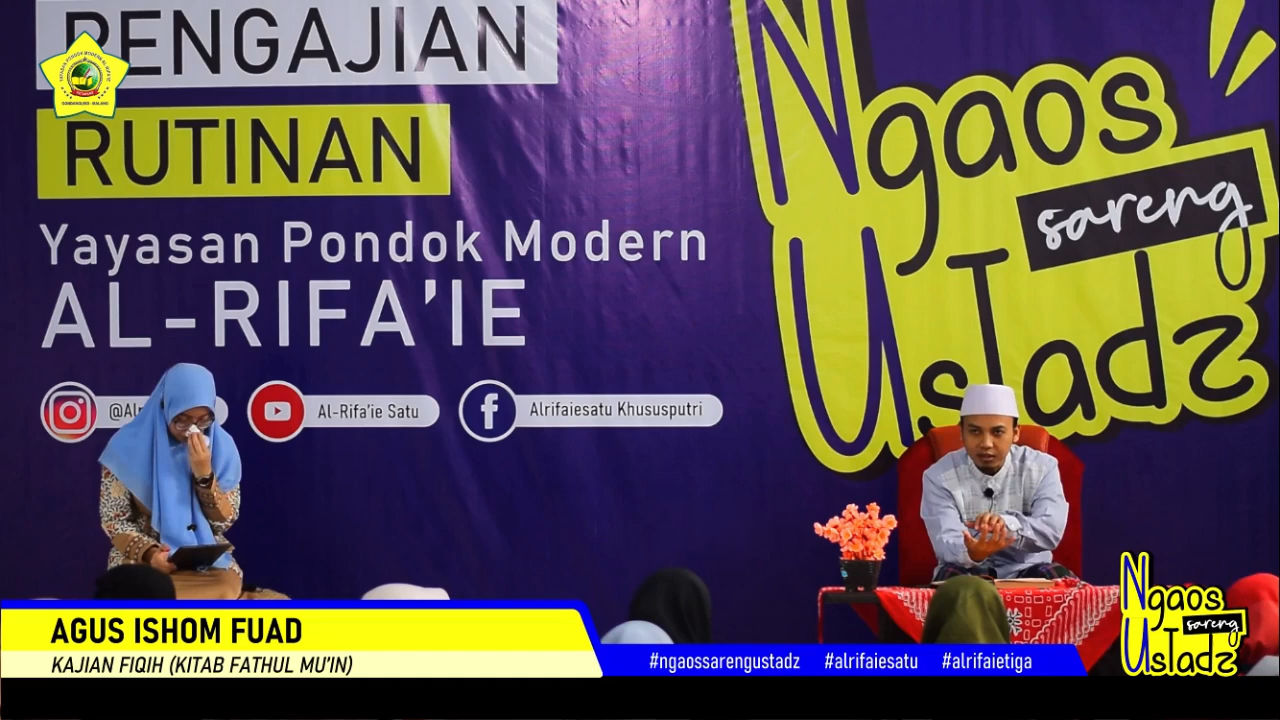 PENGAJIAN
RUTINAN
Yayasan Pondok Modern
AL-RIFA'IE
Al-Rifa'ie Satu
Alrifaiesatu Khususputri
Ngaos
sareng
Ustadz
AGUS ISHOM FUAD
KAJIAN FIQIH (KITAB FATHUL MU'IN)
#ngaossarengustadz #alrifaiesatu #alrifaietiga
Ngaos
sareng
Ustadz